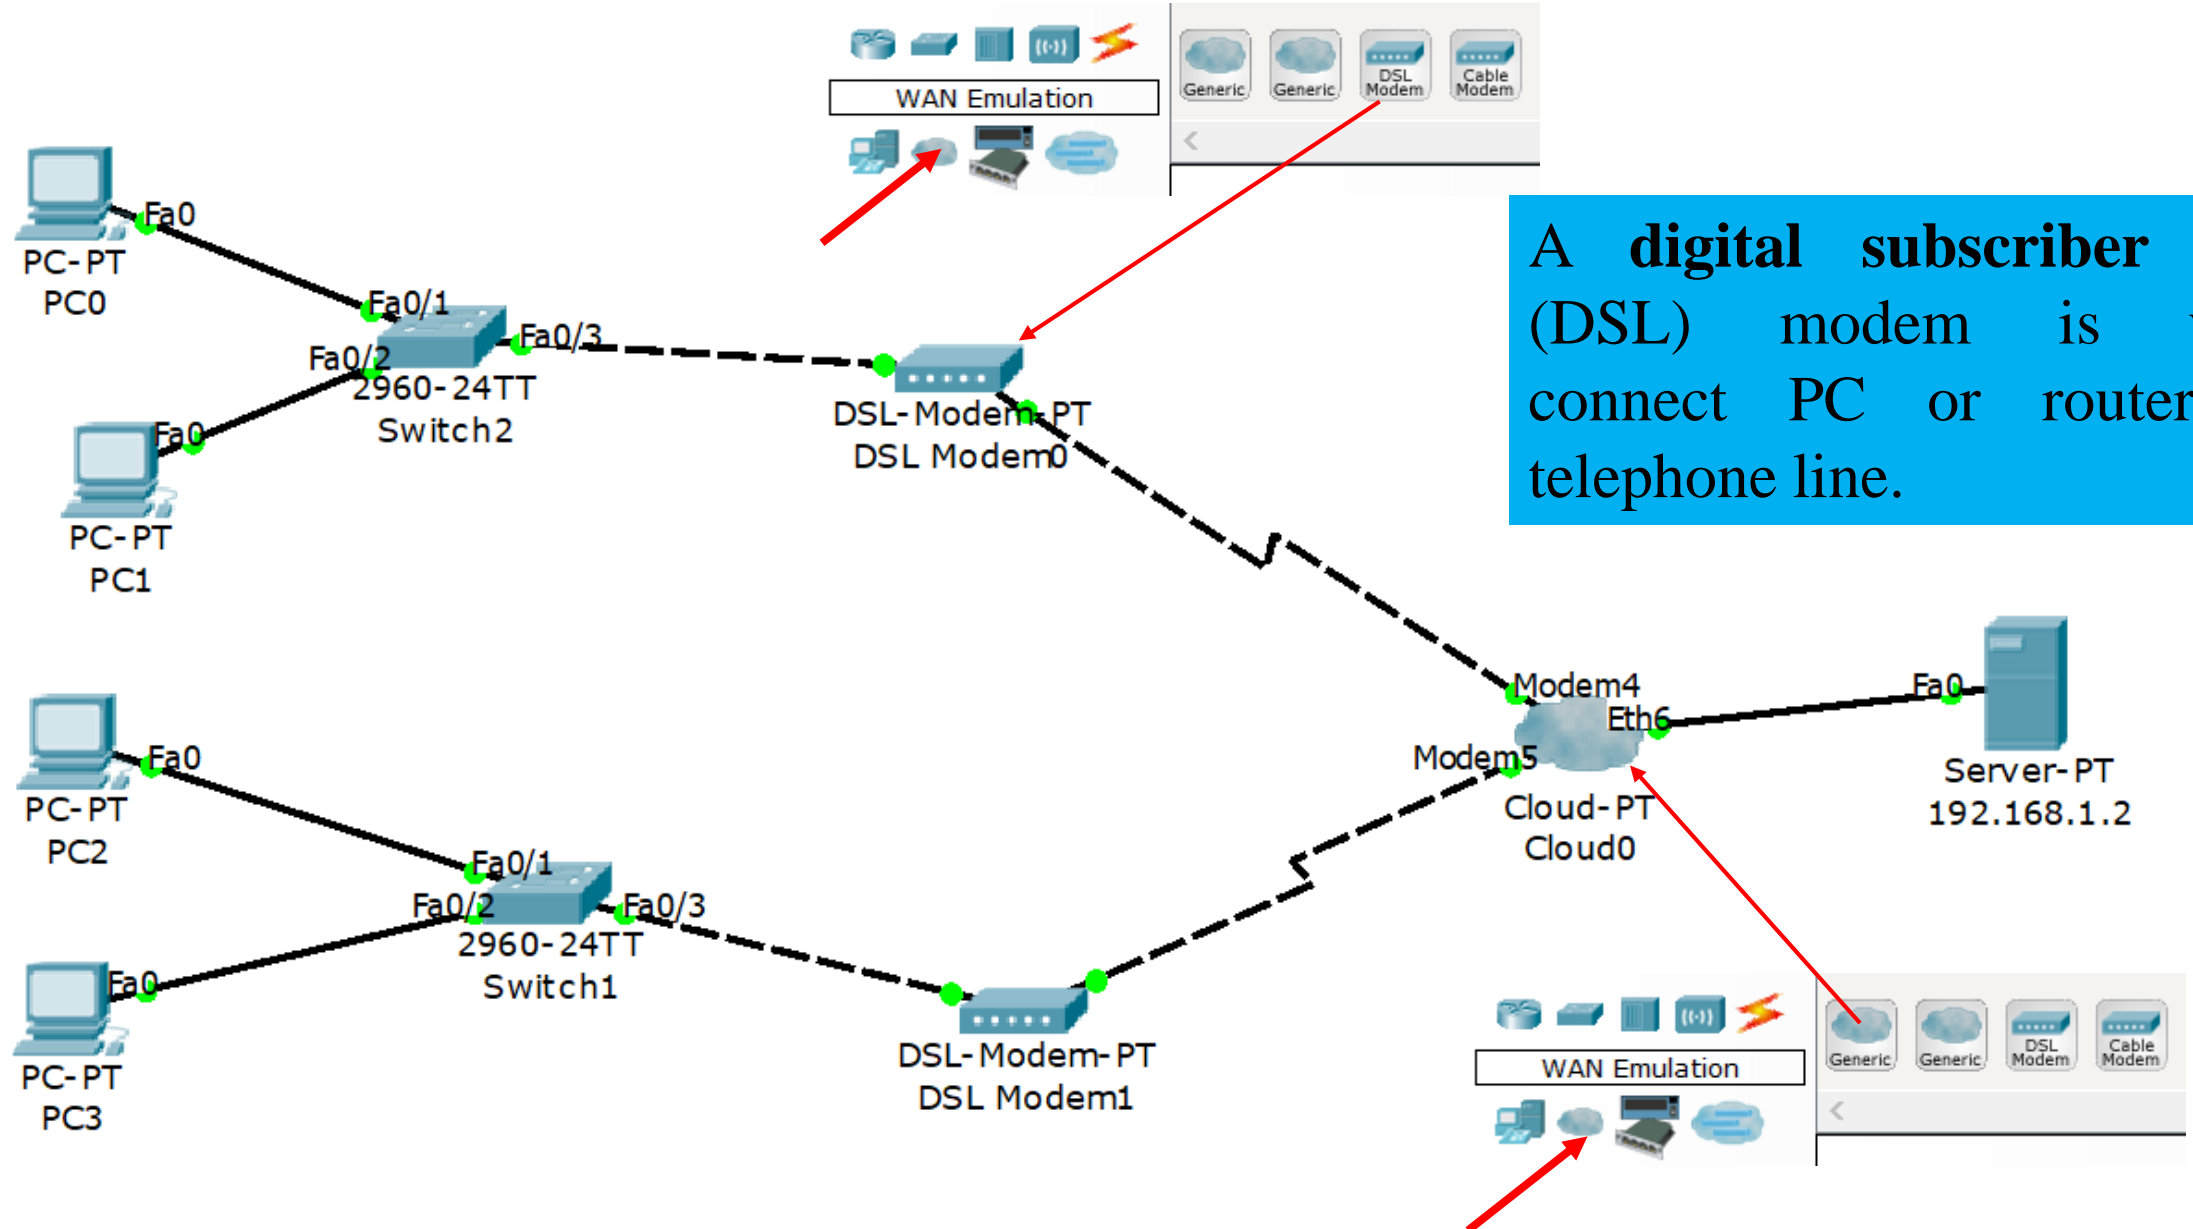 WAN Emulation
Generic
Generic
DSL
Modem
Cable
Modem
A digital subscriber
(DSL) modem is
connect PC or router
telephone line.
Fa0
PC-PT
PC0
Fa0/1
Fa0/2
Fa0/3
2960-24TT
Switch2
Fa0
PC-PT
PC1
DSL-Modem-PT
DSL Modem0
Fa0
PC-PT
PC2
Fa0/1
Fa0/2
Fa0/3
2960-24TT
Switch1
Fa0
PC-PT
PC3
DSL-Modem-PT
DSL Modem1
Modem4
Eth6
Modem5
Cloud-PT
Cloud0
Fa0
Server-PT
192.168.1.2
WAN Emulation
Generic
Generic
DSL
Modem
Cable
Modem